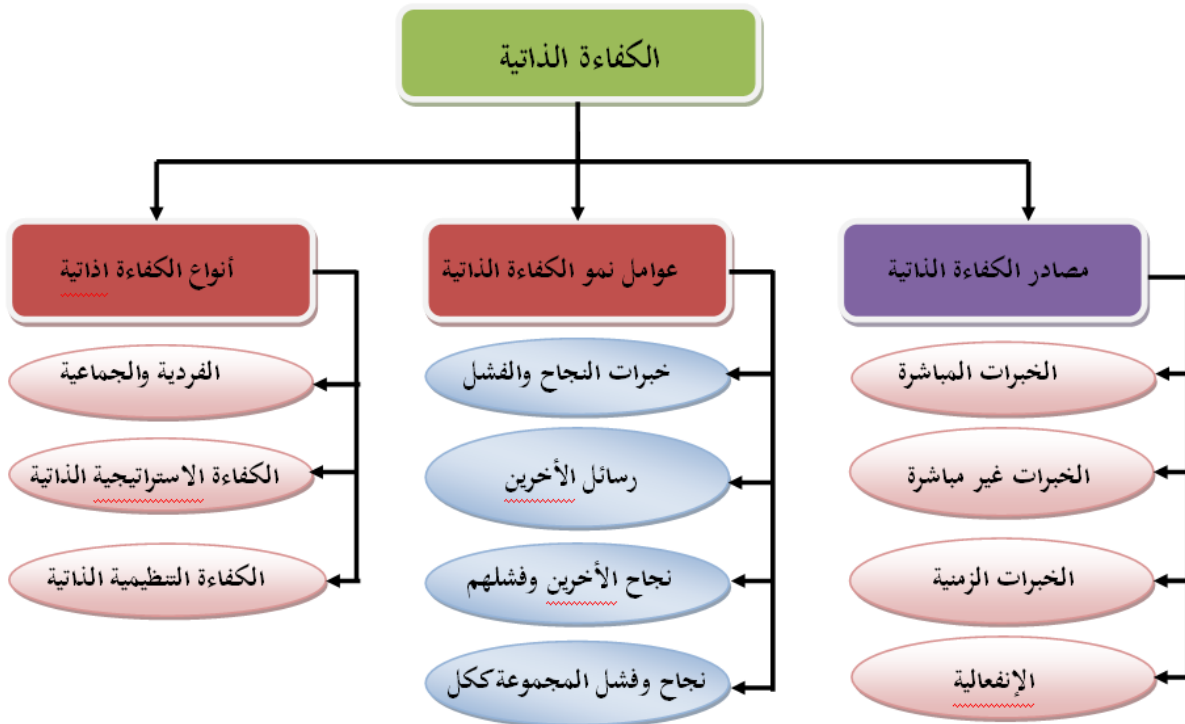 الكفاءة الذاتية
مصادر الكفاءة الذاتية
الخبرات المباشرة
الخبرات غير مباشرة
الخبرات الزمنية
الإنفعالية
عوامل نمو الكفاءة الذاتية
خبرات النجاح والفشل
رسائل الأخرين
نجاح الأخرين وفشلهم
نجاح وفشل المجموعة ككل
أنواع الكفاءة اذاتية
الفردية والجماعية
الكفاءة الاستراتيجية الذاتية
الكفاءة التنظيمية الذاتية